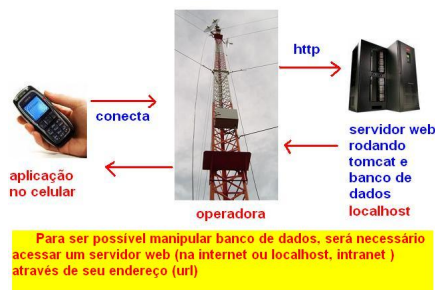 http
conecta
servidor web
rodando
tomcat e
banco de
dados
localhost
aplicação
no celular
operadora
Para ser possível manipular banco de dados, será necessário
acessar um servidor web (na internet ou localhost, intranet )
através de seu endereço (url)